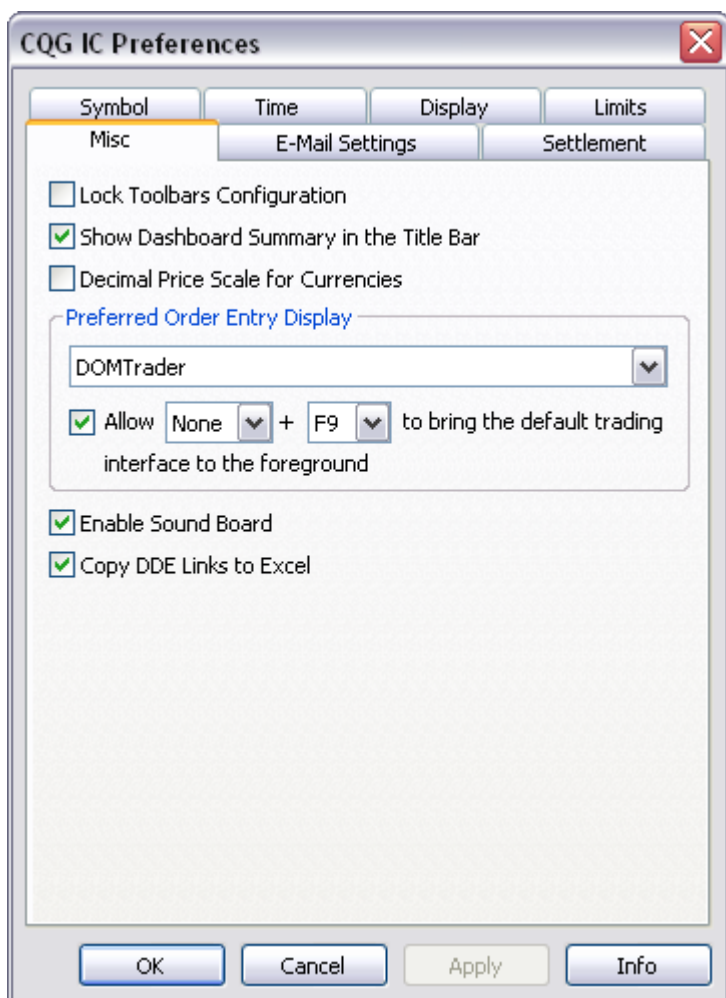 CQG IC Preferences
Symbol Time Display Limits
Misc E-Mail Settings Settlement
Lock Toolbars Configuration
Show Dashboard Summary in the Title Bar
Decimal Price Scale for Currencies
Preferred Order Entry Display
DOMTrader
Allow None + F9 to bring the default trading
interface to the foreground
Enable Sound Board
Copy DDE Links to Excel
OK Cancel Apply Info